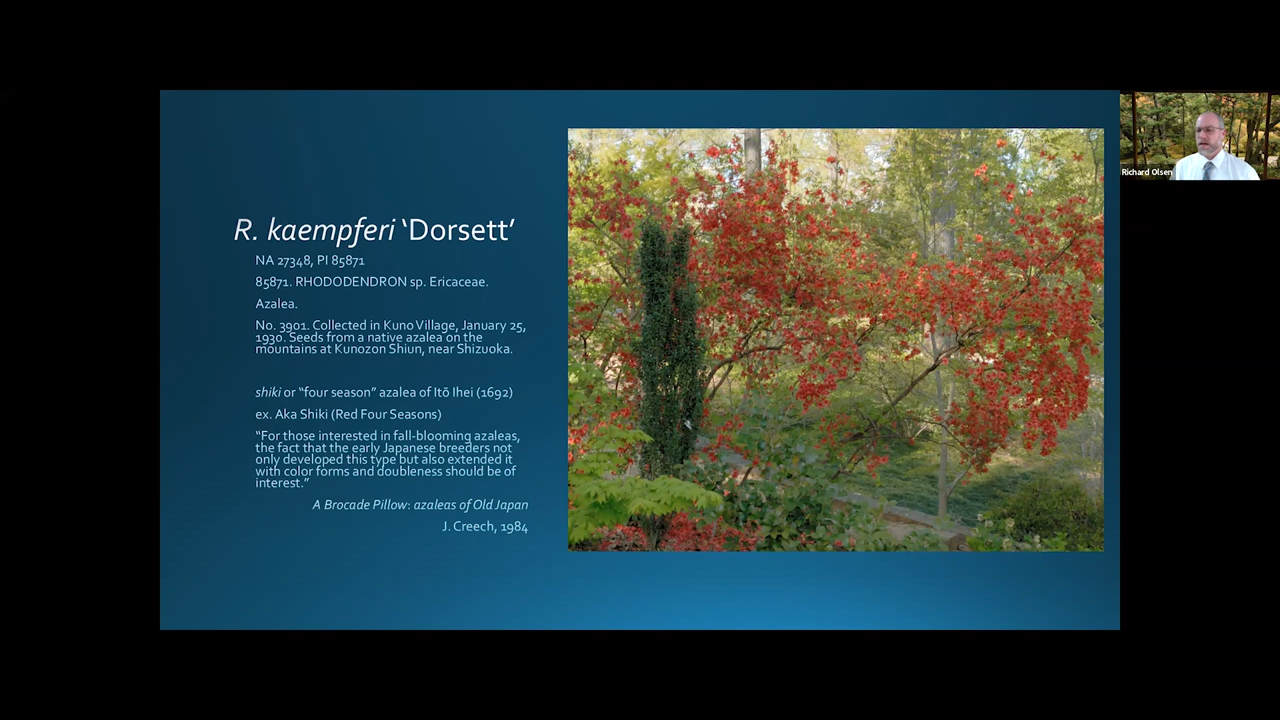 R. kaempferi ‘Dorsett’
NA 27348, PI 85871
85871. RHODODENDRON sp. Ericaceae.
Azalea.
No. 3901. Collected in Kuno Village, January 25,
1930. Seeds from a native azalea on the
mountains at Kunozon Shiun, near Shizuoka.
shiki or “four season” azalea of Itō Ihei (1692)
ex. Aka Shiki (Red Four Seasons)
“For those interested in fall-blooming azaleas,
the fact that the early Japanese breeders not
only developed this type but also extended it
with color forms and doubleness should be of
interest.”
A Brocade Pillow: azaleas of Old Japan
J. Creech, 1984
Richard Olsen